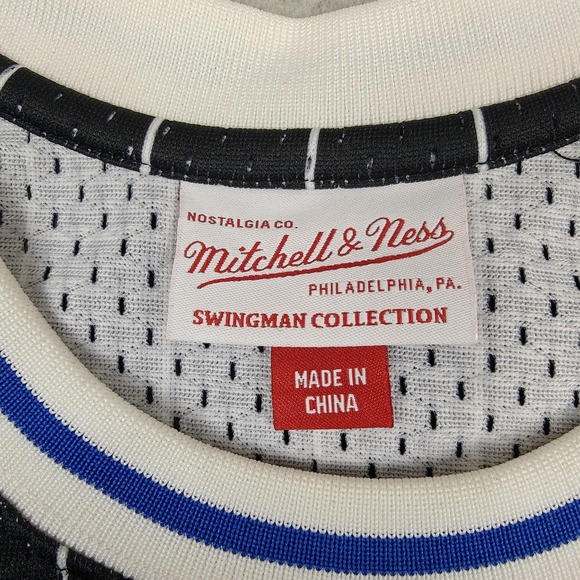 NOSTALGIA CO.
Mitchell & Ness
PHILADELPHIA, PA.
SWINGMAN COLLECTION
MADE IN
CHINA